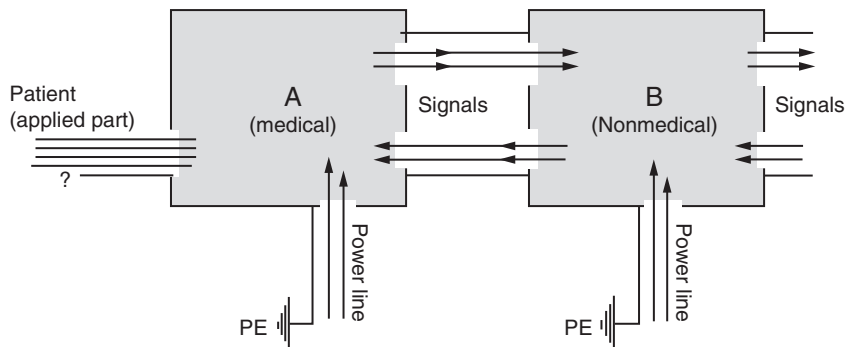 Patient
(applied part)
?
A
(medical)
Signals
B
(Nonmedical)
Signals
Power line
PE
Power line
PE